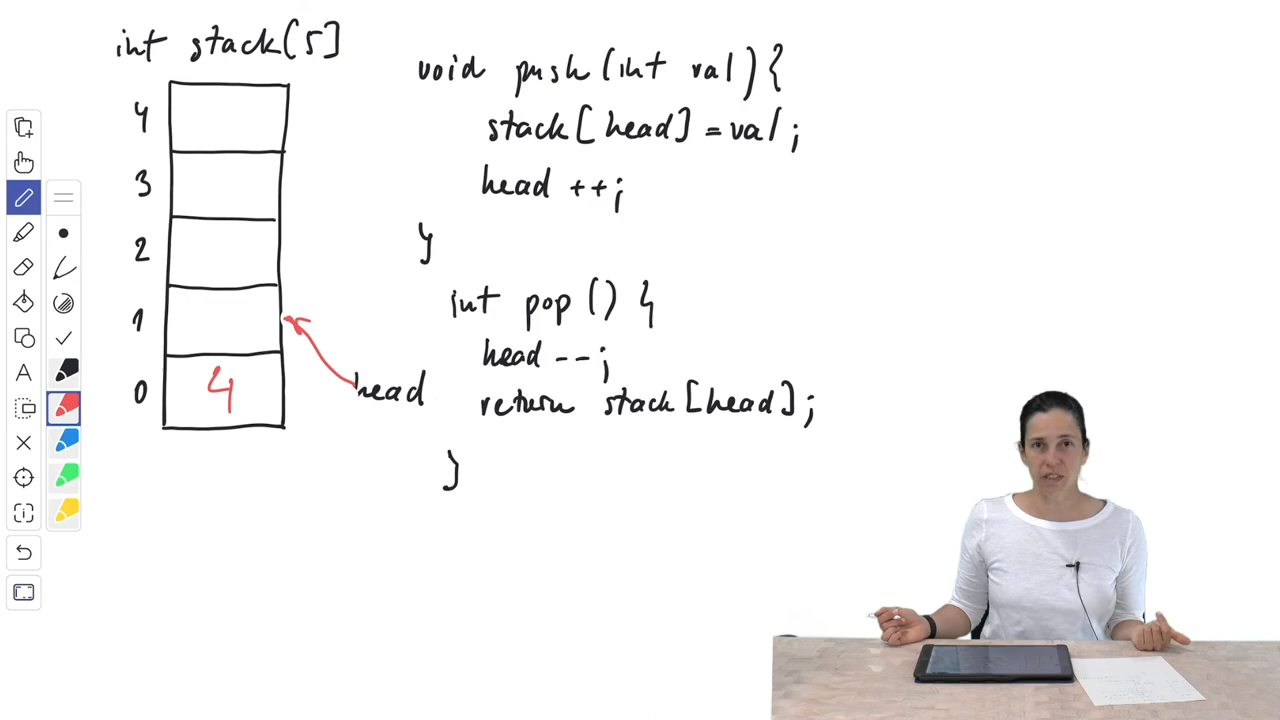 int stack[5]
4
3
2
1
0
4
head
void push (int val) {
stack[head] = val;
head ++;
}
int pop () {
head --;
return stack[head];
}
A